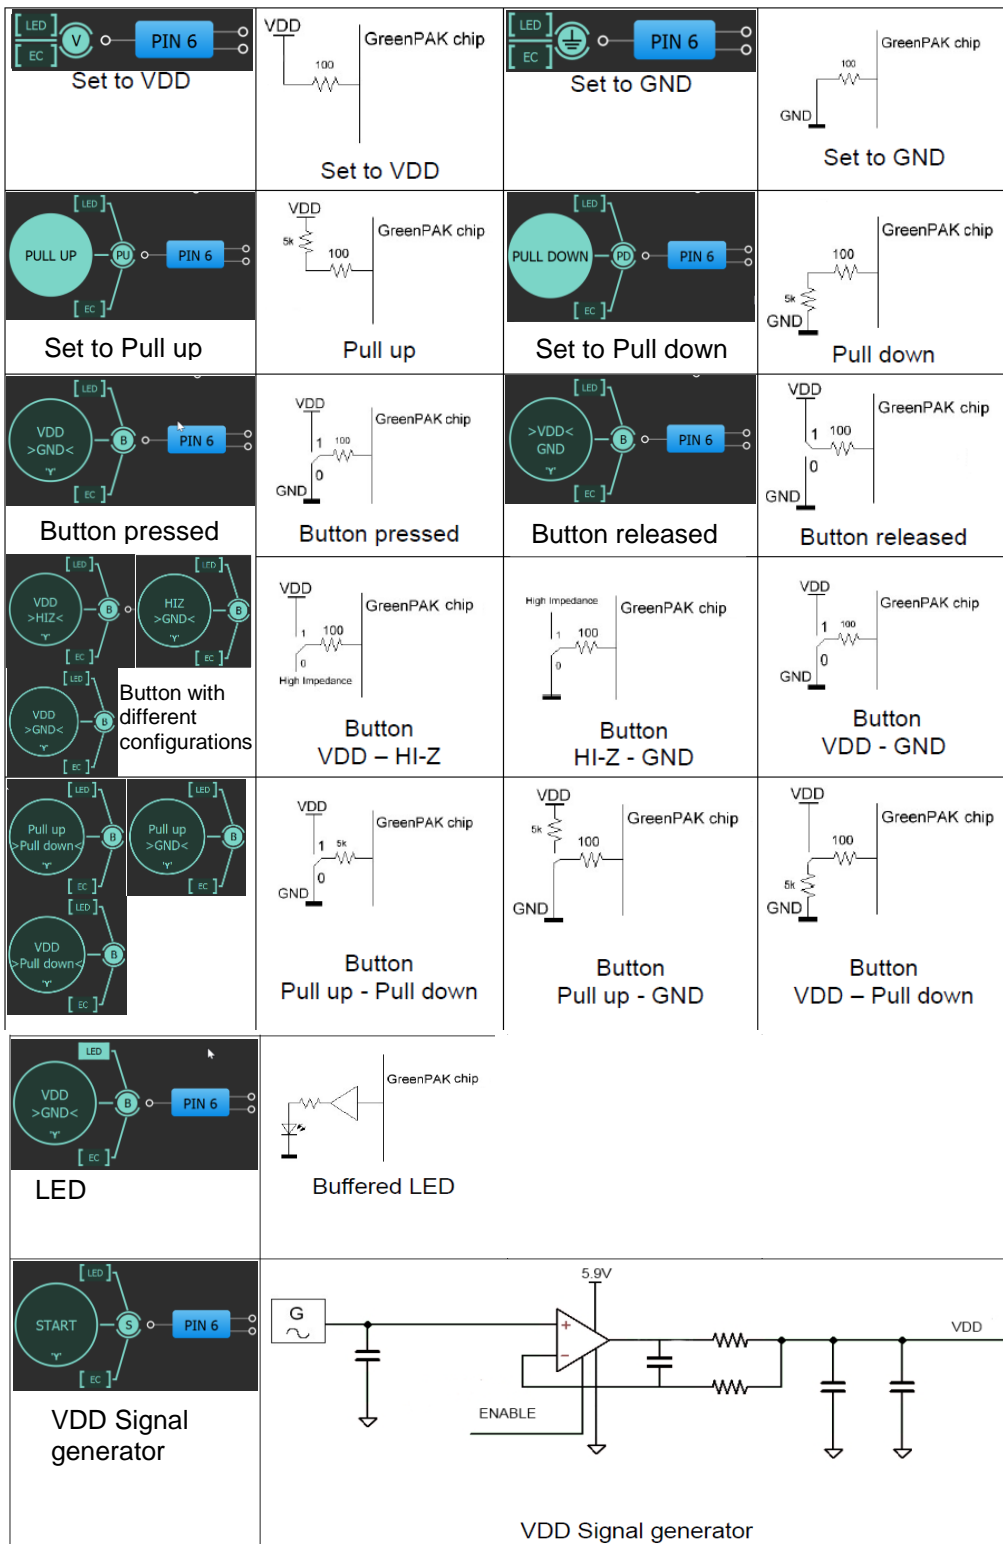 [ LED ]
V
PIN 6
[ EC ]
Set to VDD
VDD
GreenPAK chip
100
Set to VDD
[ LED ]
PIN 6
[ EC ]
Set to GND
GreenPAK chip
100
GND
Set to GND
[ LED ]
PULL UP
PU
PIN 6
[ EC ]
Set to Pull up
VDD
GreenPAK chip
5k
100
Pull up
[ LED ]
PULL DOWN
PD
PIN 6
[ EC ]
Set to Pull down
GreenPAK chip
100
5k
GND
Pull down
[ LED ]
VDD
>GND<
"Y"
B
PIN 6
[ EC ]
Button pressed
VDD
GreenPAK chip
1
100
0
GND
Button pressed
[ LED ]
>VDD<
GND
"Y"
B
PIN 6
[ EC ]
Button released
VDD
GreenPAK chip
1
100
0
GND
Button released
[ LED ]
VDD
>HIZ<
"Y"
B
[ EC ]
[ LED ]
HIZ
>GND<
"Y"
B
[ EC ]
[ LED ]
VDD
>GND<
"Y"
B
[ EC ]
Button with
different
configurations
VDD
GreenPAK chip
1
100
0
High Impedance
Button
VDD – HI-Z
High Impedance
GreenPAK chip
1
100
0
Button
HI-Z - GND
VDD
GreenPAK chip
1
100
0
GND
Button
VDD - GND
[ LED ]
Pull up
>Pull down<
"Y"
B
[ EC ]
[ LED ]
Pull up
>GND<
"Y"
B
[ EC ]
[ LED ]
VDD
>Pull down<
"Y"
B
[ EC ]
VDD
GreenPAK chip
1
5k
0
GND
Button
Pull up - Pull down
VDD
GreenPAK chip
5k
100
GND
Button
Pull up - GND
VDD
GreenPAK chip
100
5k
GND
Button
VDD – Pull down
LED
VDD
>GND<
"Y"
B
PIN 6
[ EC ]
LED
GreenPAK chip
Buffered LED
[ LED ]
START
"Y"
S
PIN 6
[ EC ]
VDD Signal
generator
G
5.9V
+
−
ENABLE
VDD
VDD Signal generator